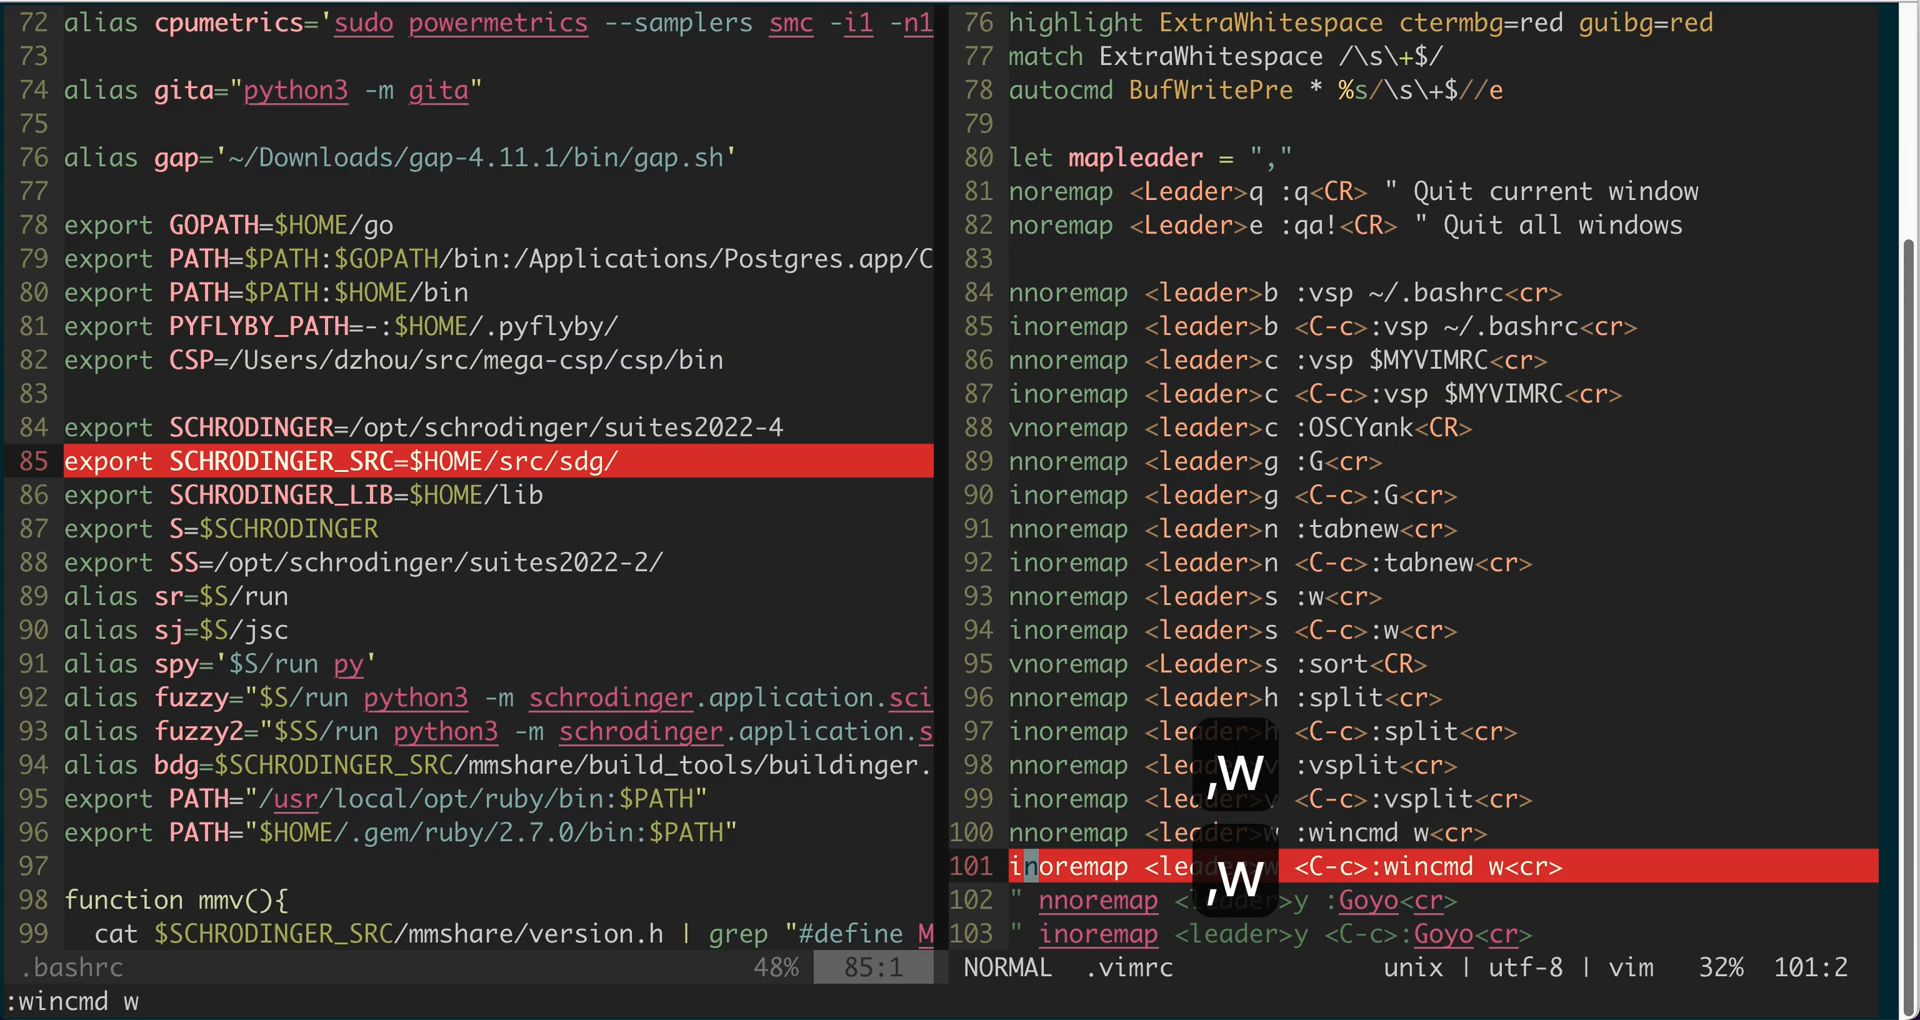 72 alias cpumetrics='sudo powermetrics --samplers smc -i1 -n1
73
74 alias gita="python3 -m gita"
75
76 alias gap='~/Downloads/gap-4.11.1/bin/gap.sh'
77
78 export GOPATH=$HOME/go
79 export PATH=$PATH:$GOPATH/bin:/Applications/Postgres.app/C
80 export PATH=$PATH:$HOME/bin
81 export PYFLYBY_PATH=-:$HOME/.pyflyby/
82 export CSP=/Users/dzhou/src/mega-csp/csp/bin
83
84 export SCHRODINGER=/opt/schrodinger/suites2022-4
85 export SCHRODINGER_SRC=$HOME/src/sdg/
86 export SCHRODINGER_LIB=$HOME/lib
87 export S=$SCHRODINGER
88 export SS=/opt/schrodinger/suites2022-2/
89 alias sr=$S/run
90 alias sj=$S/jsc
91 alias spy='$S/run py'
92 alias fuzzy="$S/run python3 -m schrodinger.application.sci
93 alias fuzzy2="$SS/run python3 -m schrodinger.application.s
94 alias bdg=$SCHRODINGER_SRC/mmshare/build_tools/buildinger.
95 export PATH="/usr/local/opt/ruby/bin:$PATH"
96 export PATH="$HOME/.gem/ruby/2.7.0/bin:$PATH"
97
98 function mmv(){
99   cat $SCHRODINGER_SRC/mmshare/version.h | grep "#define M
.bashrc 48% 85:1
76 highlight ExtraWhitespace ctermbg=red guibg=red
77 match ExtraWhitespace /\s\+$/
78 autocmd BufWritePre * %s/\s\+$//e
79
80 let mapleader = ","
81 noremap <Leader>q :q<CR> " Quit current window
82 noremap <Leader>e :qa!<CR> " Quit all windows
83
84 nnoremap <leader>b :vsp ~/.bashrc<cr>
85 inoremap <leader>b <C-c>:vsp ~/.bashrc<cr>
86 nnoremap <leader>c :vsp $MYVIMRC<cr>
87 inoremap <leader>c <C-c>:vsp $MYVIMRC<cr>
88 vnoremap <leader>c :OSCYank<CR>
89 nnoremap <leader>g :G<cr>
90 inoremap <leader>g <C-c>:G<cr>
91 nnoremap <leader>n :tabnew<cr>
92 inoremap <leader>n <C-c>:tabnew<cr>
93 nnoremap <leader>s :w<cr>
94 inoremap <leader>s <C-c>:w<cr>
95 vnoremap <Leader>s :sort<CR>
96 nnoremap <leader>h :split<cr>
97 inoremap <leader>h <C-c>:split<cr>
98 nnoremap <leader>v :vsplit<cr>
99 inoremap <leader>v <C-c>:vsplit<cr>
100 nnoremap <leader>w :wincmd w<cr>
101 inoremap <leader>w <C-c>:wincmd w<cr>
102 " nnoremap <leader>y :Goyo<cr>
103 " inoremap <leader>y <C-c>:Goyo<cr>
,w
,w
NORMAL .vimrc unix | utf-8 | vim 32% 101:2
:wincmd w